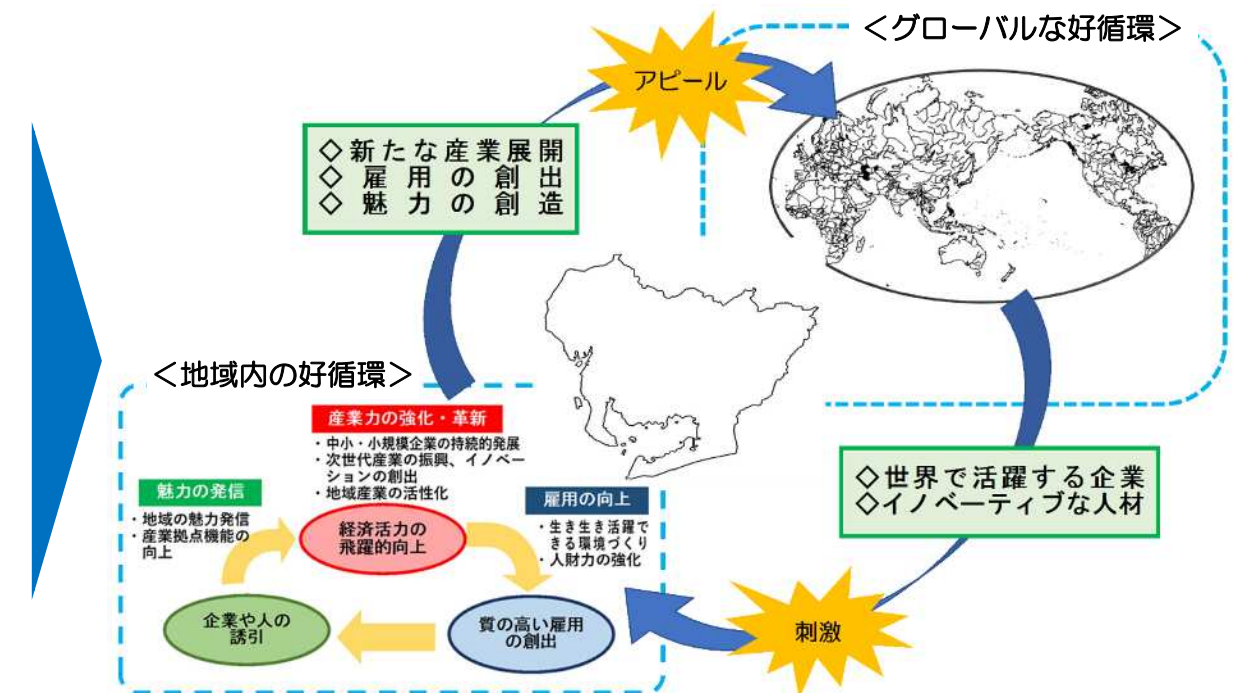 ＜グローバルな好循環＞
アピール
◇新たな産業展開
◇雇用の創出
◇魅力の創造
＜地域内の好循環＞
産業力の強化・革新
・中小・小規模企業の持続的発展
・次世代産業の振興、イノベー
ションの創出
・地域産業の活性化
魅力の発信
・地域の魅力発信
・産業拠点機能の
向上
雇用の向上
・生き生き活躍で
きる環境づくり
・人財力の強化
経済活力の
飛躍的向上
企業や人の
誘引
質の高い雇用
の創出
◇世界で活躍する企業
◇イノベーティブな人材
刺激